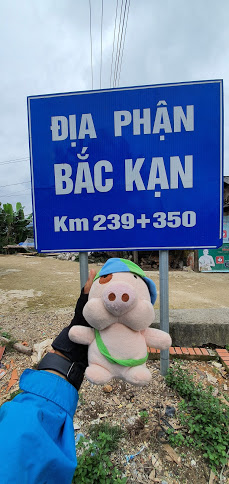 ĐỊA PHẬN
BẮC KẠN
Km 239+350